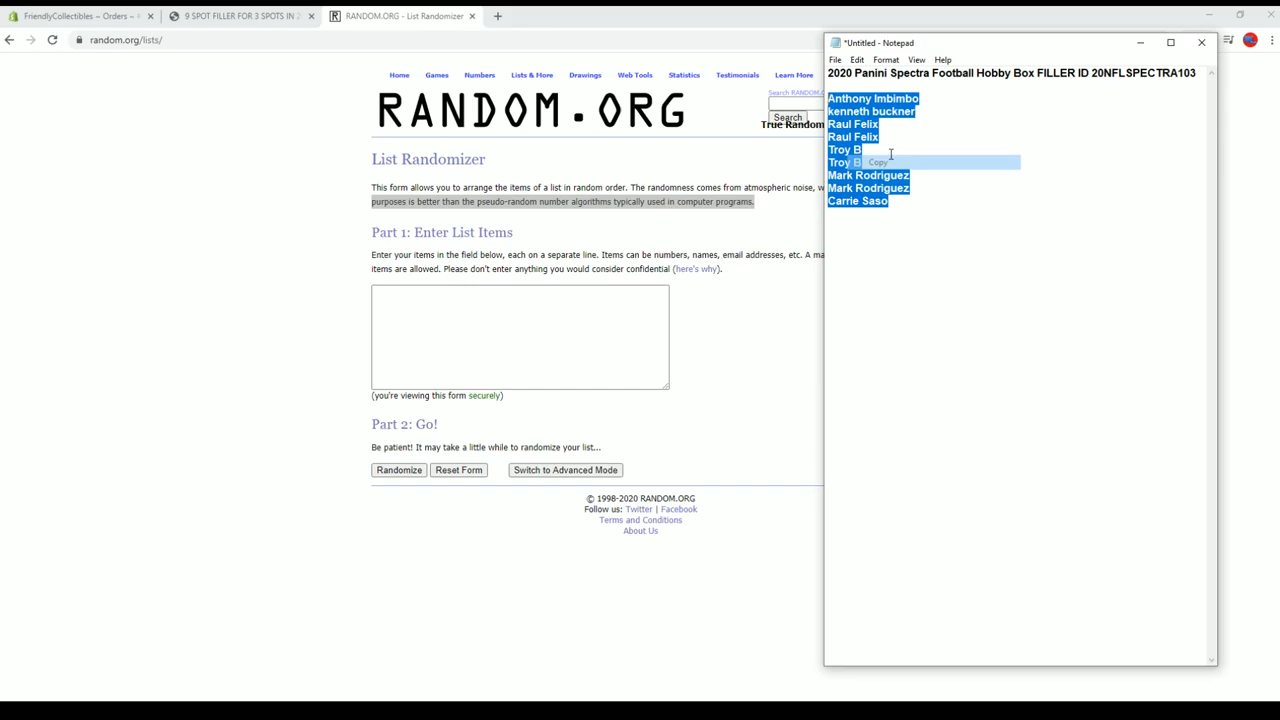 FriendlyCollectibles ~ Orders ~
9 SPOT FILLER FOR 3 SPOTS IN 2
RANDOM.ORG - List Randomizer
random.org/lists/
Home Games Numbers Lists & More Drawings Web Tools Statistics Testimonials Learn More
Search RANDOM.O
RANDOM.ORG
Search
True Random
List Randomizer
This form allows you to arrange the items of a list in random order. The randomness comes from atmospheric noise, w
purposes is better than the pseudo-random number algorithms typically used in computer programs.
Part 1: Enter List Items
Enter your items in the field below, each on a separate line. Items can be numbers, names, email addresses, etc. A ma
items are allowed. Please don't enter anything you would consider confidential (here's why).
(you're viewing this form securely)
Part 2: Go!
Be patient! It may take a little while to randomize your list...
Randomize Reset Form Switch to Advanced Mode
© 1998-2020 RANDOM.ORG
Follow us: Twitter | Facebook
Terms and Conditions
About Us
*Untitled - Notepad
File Edit Format View Help
2020 Panini Spectra Football Hobby Box FILLER ID 20NFLSPECTRA103
Anthony Imbimbo
kenneth buckner
Raul Felix
Raul Felix
Troy B
Troy B
Copy
Mark Rodriguez
Mark Rodriguez
Carrie Saso